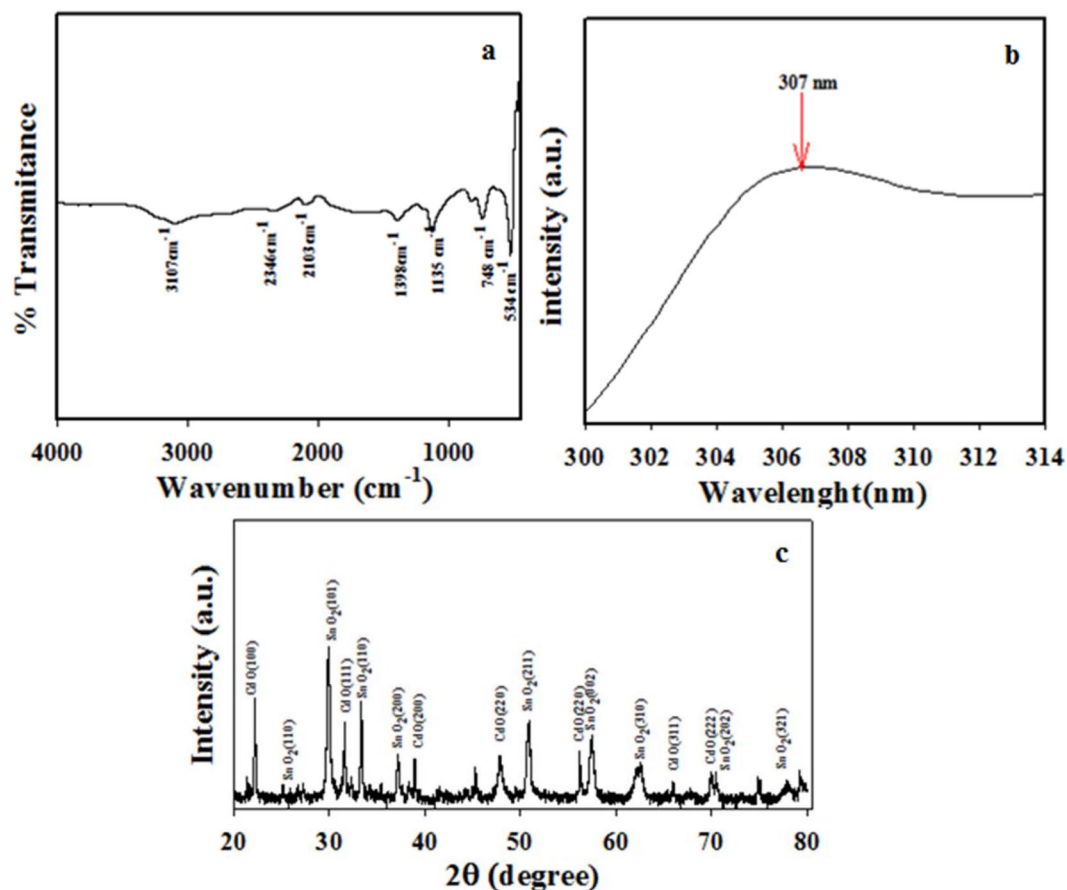 a
% Transmitance
3107cm-1
2346cm-1
2103 cm-1
1398cm-1
1135 cm-1
748 cm-1
534 cm-1
4000 3000 2000 1000
Wavenumber (cm-1)
b
307 nm
intensity (a.u.)
300 302 304 306 308 310 312 314
Wavelenght(nm)
c
Intensity (a.u.)
CdO(100)
SnO2(110)
SnO2(101)
CdO(111)
SnO2(110)
SnO2(200)
CdO(200)
CdO(220)
SnO2(211)
CdO(220)
SnO2(002)
SnO2(310)
CdO(311)
CdO(222)
SnO2(202)
SnO2(321)
20 30 40 50 60 70 80
2θ (degree)